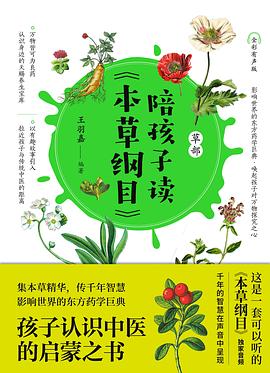 全彩有声版
影响世界的东方药学巨典·唤起孩子对万物探究之心
陪孩子读
《本草纲目》
草部
王羽嘉 编著
万物皆可为良药
认识身边的天赐养生宝库
以有趣故事引入
拉近孩子与传统中医的距离
集本草精华,传千年智慧
影响世界的东方药学巨典
孩子认识中医
的启蒙之书
这是一套可以听的
《本草纲目》独家音频
千年的智慧在声音中呈现